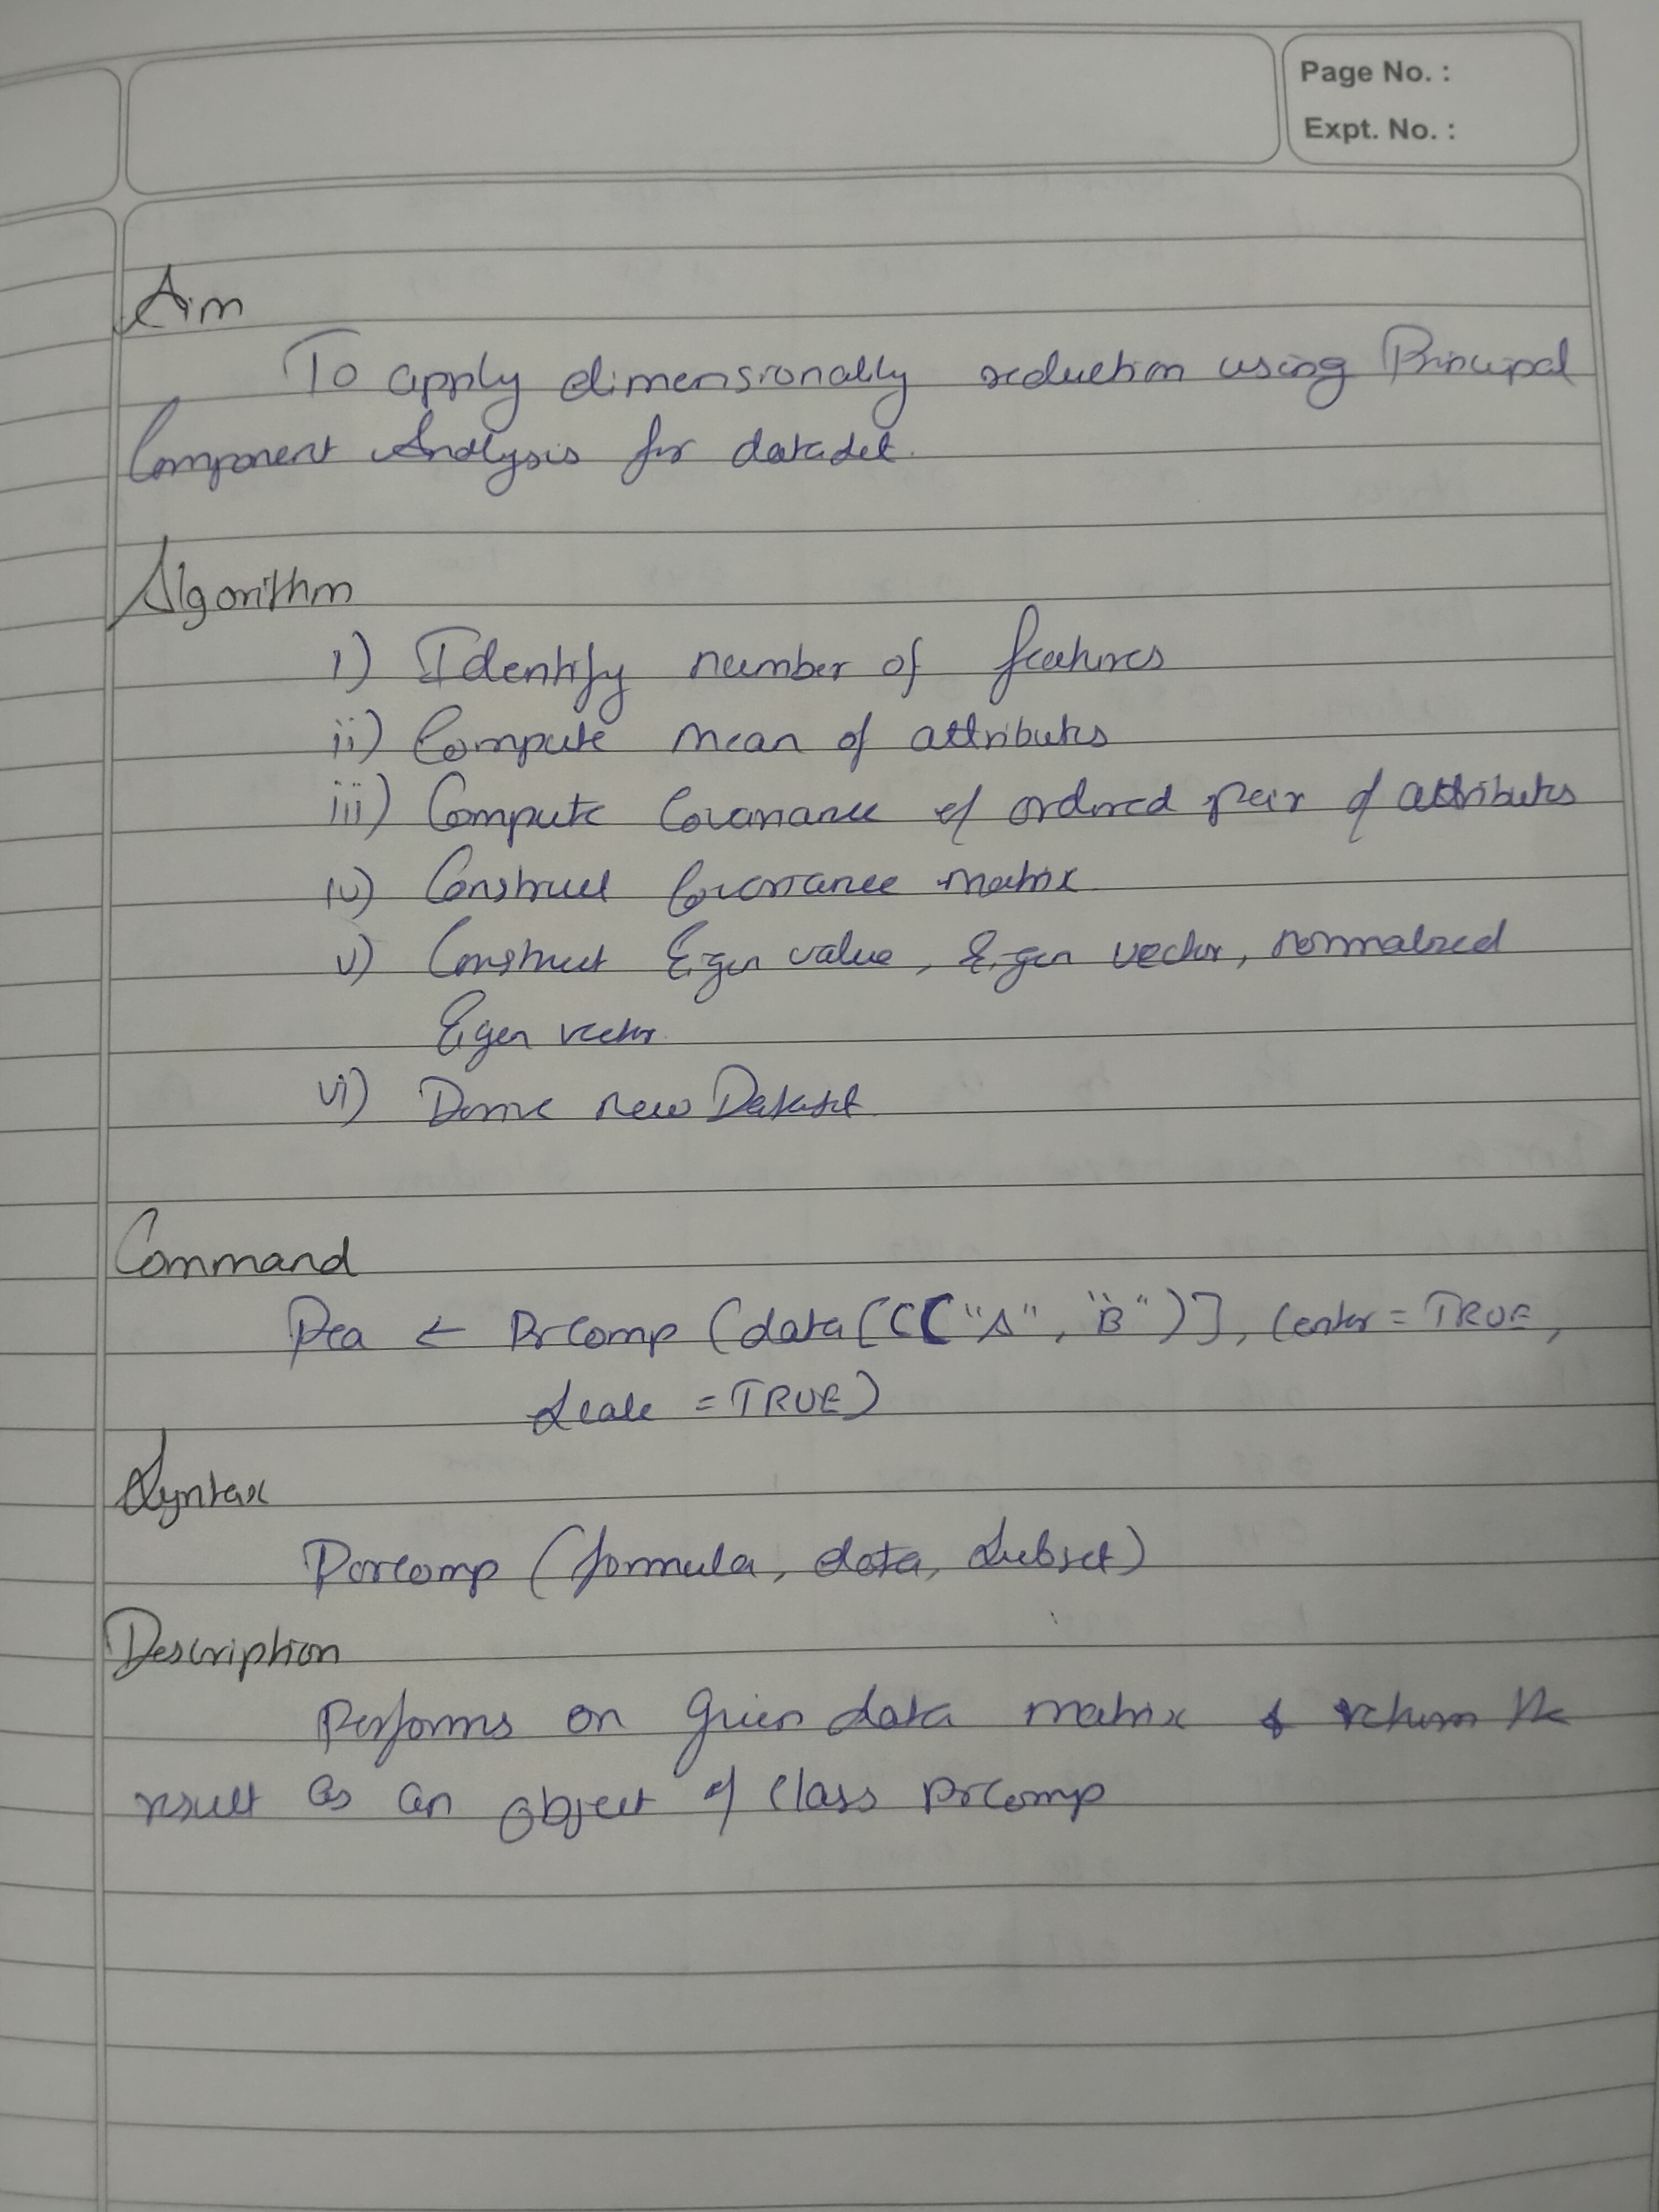 Page No. :
Expt. No. :
Aim
To apply dimensionally reduction using Principal
Component Analysis for dataset.
Algorithm
i) Identify number of features
ii) Compute mean of attributes
iii) Compute Covariance of ordered pair of attributes
iv) Construct Covariance matrix
v) Construct Eigen value, Eigen vector, normalized
Eigen vector.
vi) Derive new Dataset.
Command
Pca ← PrComp (data[C("A", "B")], Center = TRUE,
Scale = TRUE)
Syntax
Porcomp (formula, data, Subset)
Description
Performs on given data matrix & return the
result as an object of class PrComp